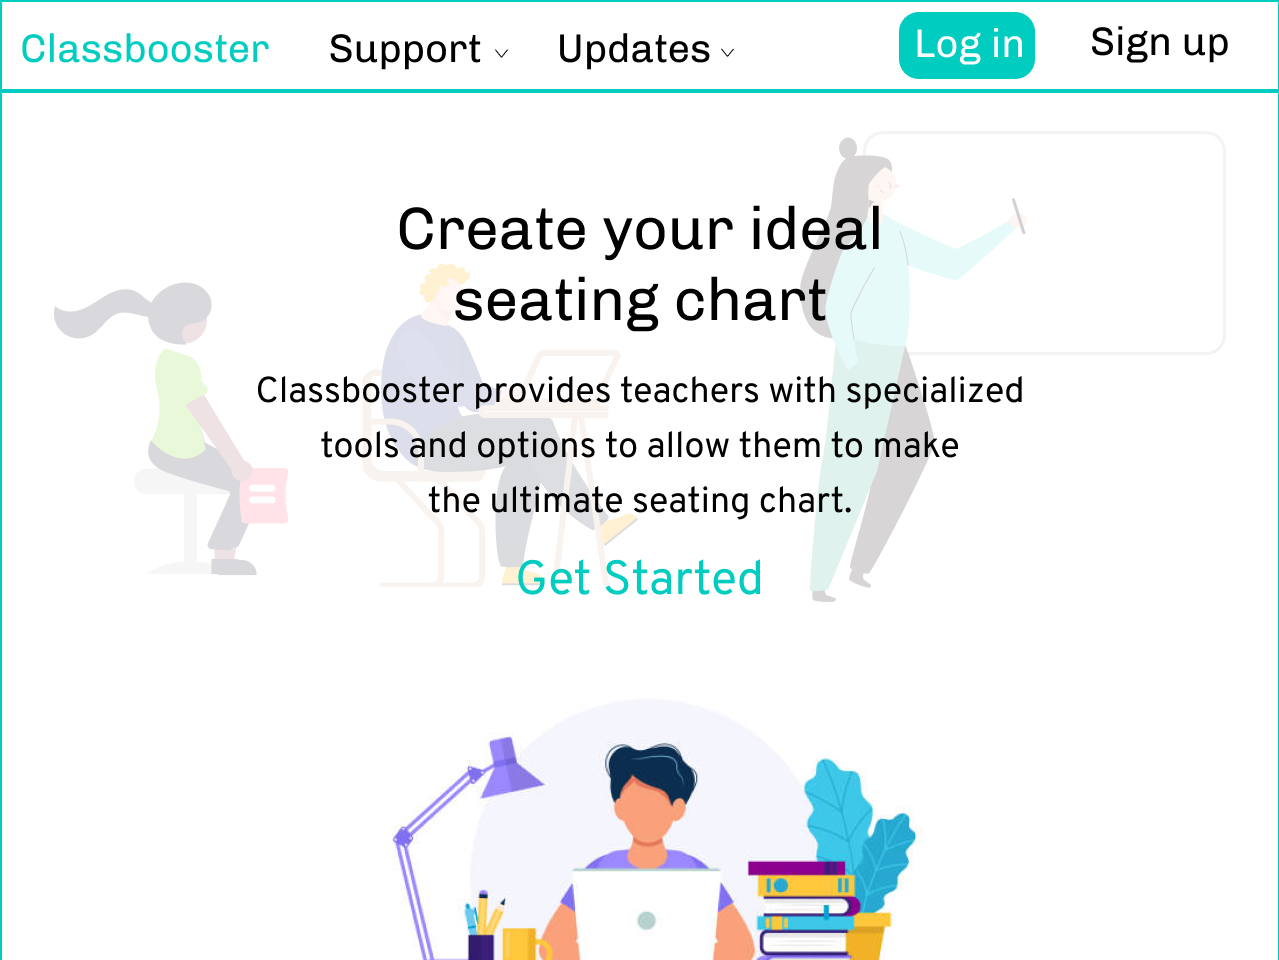 Classbooster Support Updates Log in Sign up
Create your ideal
seating chart
Classbooster provides teachers with specialized
tools and options to allow them to make
the ultimate seating chart.
Get Started